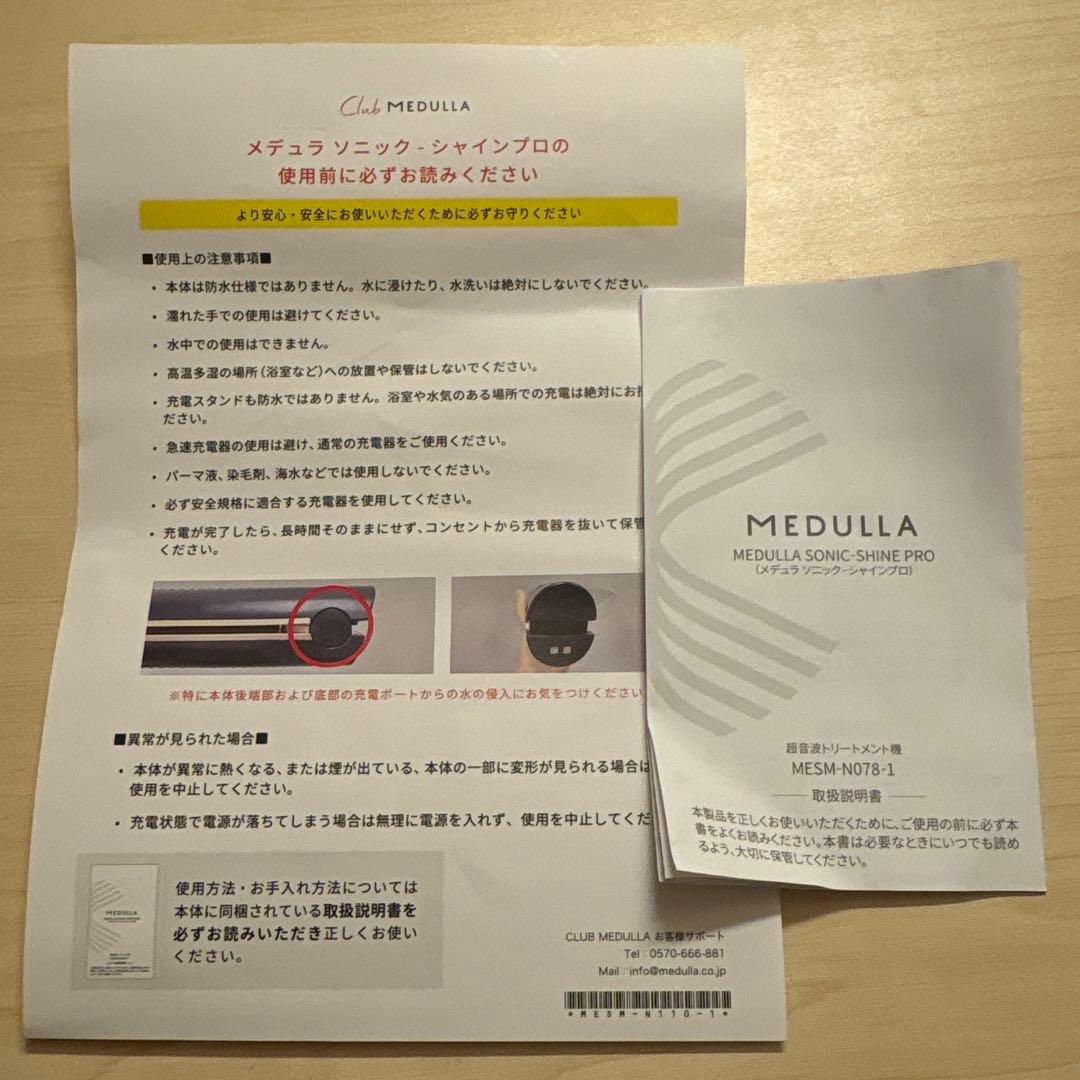 Club MEDULLA
メデュラ ソニック - シャインプロの
使用前に必ずお読みください
より安心・安全にお使いいただくために必ずお守りください
■使用上の注意事項■
・ 本体は防水仕様ではありません。水に浸けたり、水洗いは絶対にしないでください。
・ 濡れた手での使用は避けてください。
・ 水中での使用はできません。
・ 高温多湿の場所(浴室など)への放置や保管はしないでください。
・ 充電スタンドも防水ではありません。浴室や水気のある場所での充電は絶対にお
ださい。
・ 急速充電器の使用は避け、通常の充電器をご使用ください。
・ パーマ液、染毛剤、海水などでは使用しないでください。
・ 必ず安全規格に適合する充電器を使用してください。
・ 充電が完了したら、長時間そのままにせず、コンセントから充電器を抜いて保管
ください。
※特に本体後端部および底部の充電ポートからの水の侵入にお気をつけください
■異常が見られた場合■
・ 本体が異常に熱くなる、または煙が出ている、本体の一部に変形が見られる場合は
使用を中止してください。
・ 充電状態で電源が落ちてしまう場合は無理に電源を入れず、使用を中止してくだ
MEDULLA
使用方法・お手入れ方法については
本体に同梱されている取扱説明書を
必ずお読みいただき正しくお使い
ください。
CLUB MEDULLA お客様サポート
Tel : 0570-666-881
Mail : info@medulla.co.jp
*MESM-N110-1*
MEDULLA
MEDULLA SONIC-SHINE PRO
(メデュラ ソニック-シャインプロ)
超音波トリートメント機
MESM-N078-1
取扱説明書
本製品を正しくお使いいただくために、ご使用の前に必ず本
書をよくお読みください。本書は必要なときにいつでも読め
るよう、大切に保管してください。